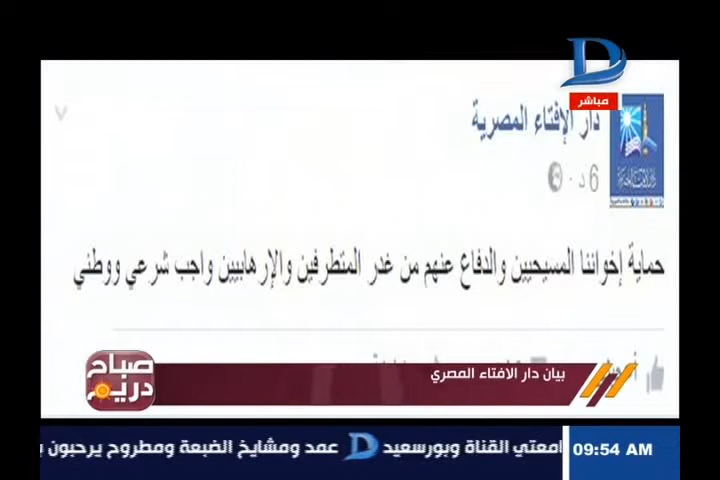 مباشر
دار الإفتاء المصرية
6 د
حماية إخواننا المسيحيين والدفاع عنهم من غدر المتطرفين والإرهابيين واجب شرعي ووطني
بيان دار الافتاء المصري
صباح
دريم
امعتي القناة وبورسعيد عمد ومشايخ الضبعة ومطروح يرحبون ب
09:54 AM